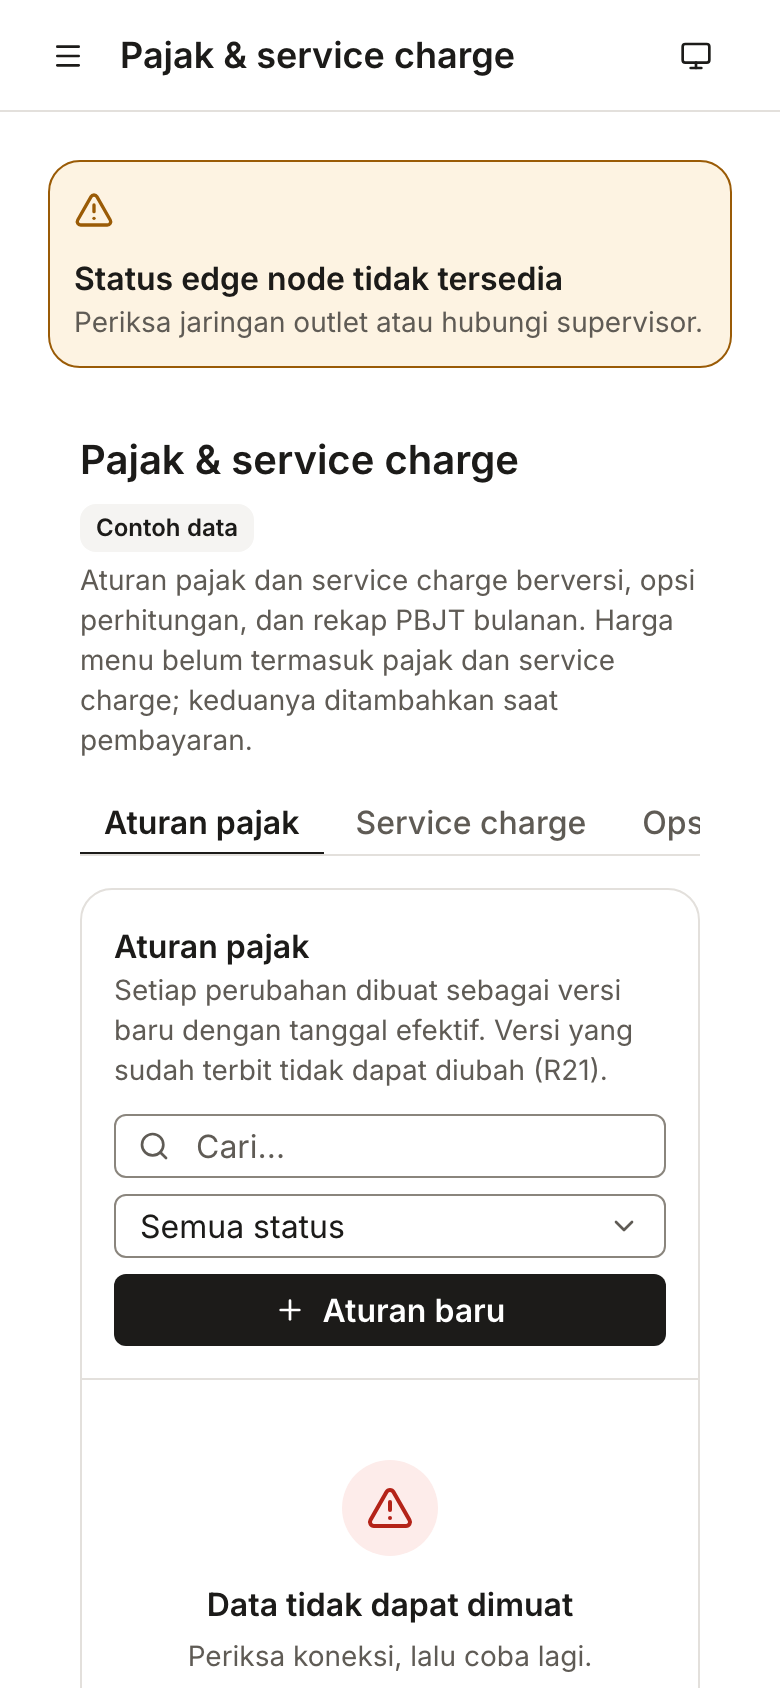 Pajak & service charge
Status edge node tidak tersedia
Periksa jaringan outlet atau hubungi supervisor.
Pajak & service charge
Contoh data
Aturan pajak dan service charge berversi, opsi
perhitungan, dan rekap PBJT bulanan. Harga
menu belum termasuk pajak dan service
charge; keduanya ditambahkan saat
pembayaran.
Aturan pajak Service charge Ops
Aturan pajak
Setiap perubahan dibuat sebagai versi
baru dengan tanggal efektif. Versi yang
sudah terbit tidak dapat diubah (R21).
Cari...
Semua status
Aturan baru
Data tidak dapat dimuat
Periksa koneksi, lalu coba lagi.